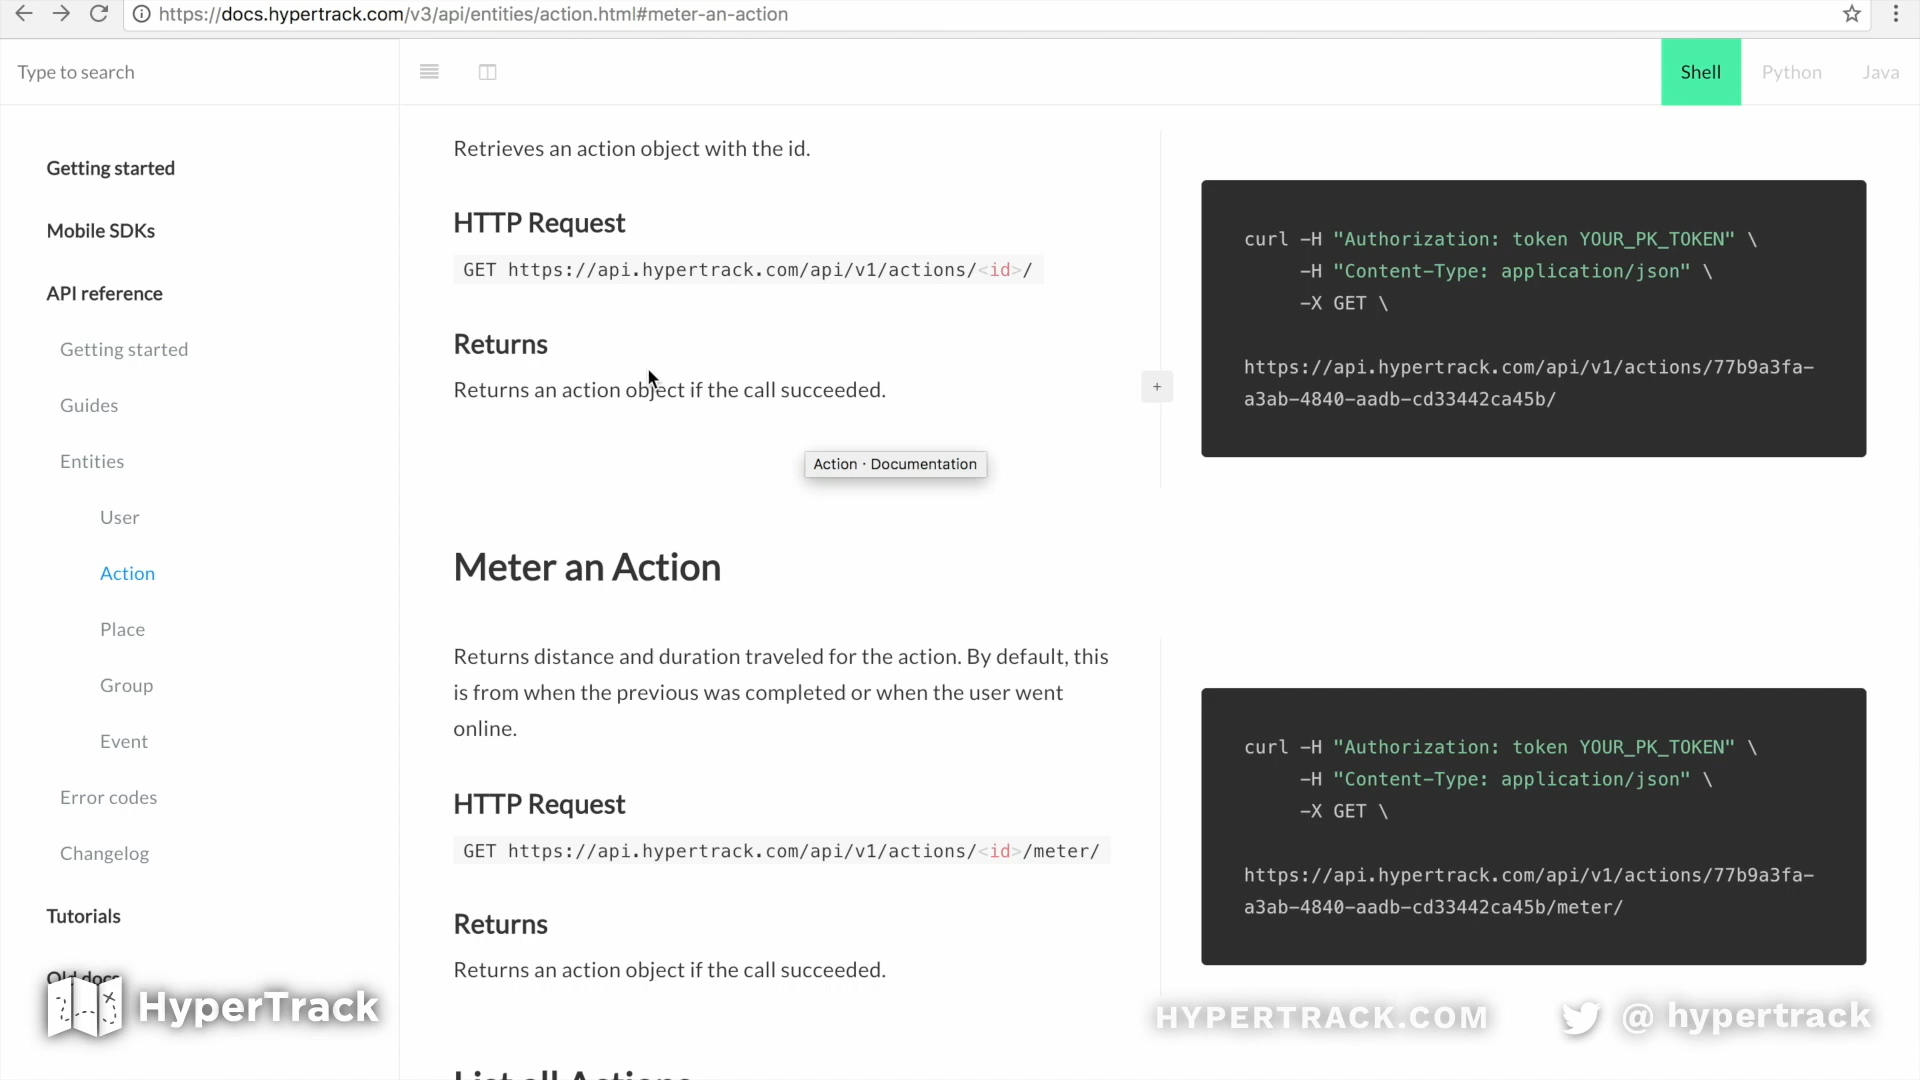 https://docs.hypertrack.com/v3/api/entities/action.html#meter-an-action
Type to search
Shell
Python
Java
Getting started
Mobile SDKs
API reference
Getting started
Guides
Entities
User
Action
Place
Group
Event
Error codes
Changelog
Tutorials
Old docs
Retrieves an action object with the id.
HTTP Request
GET https://api.hypertrack.com/api/v1/actions/<id>/
Returns
Returns an action object if the call succeeded.
+
curl -H "Authorization: token YOUR_PK_TOKEN" \
-H "Content-Type: application/json" \
-X GET \
https://api.hypertrack.com/api/v1/actions/77b9a3fa-
a3ab-4840-aadb-cd33442ca45b/
Action · Documentation
Meter an Action
Returns distance and duration traveled for the action. By default, this
is from when the previous was completed or when the user went
online.
HTTP Request
GET https://api.hypertrack.com/api/v1/actions/<id>/meter/
Returns
Returns an action object if the call succeeded.
curl -H "Authorization: token YOUR_PK_TOKEN" \
-H "Content-Type: application/json" \
-X GET \
https://api.hypertrack.com/api/v1/actions/77b9a3fa-
a3ab-4840-aadb-cd33442ca45b/meter/
List all Actions
HyperTrack
HYPERTRACK.COM
@ hypertrack